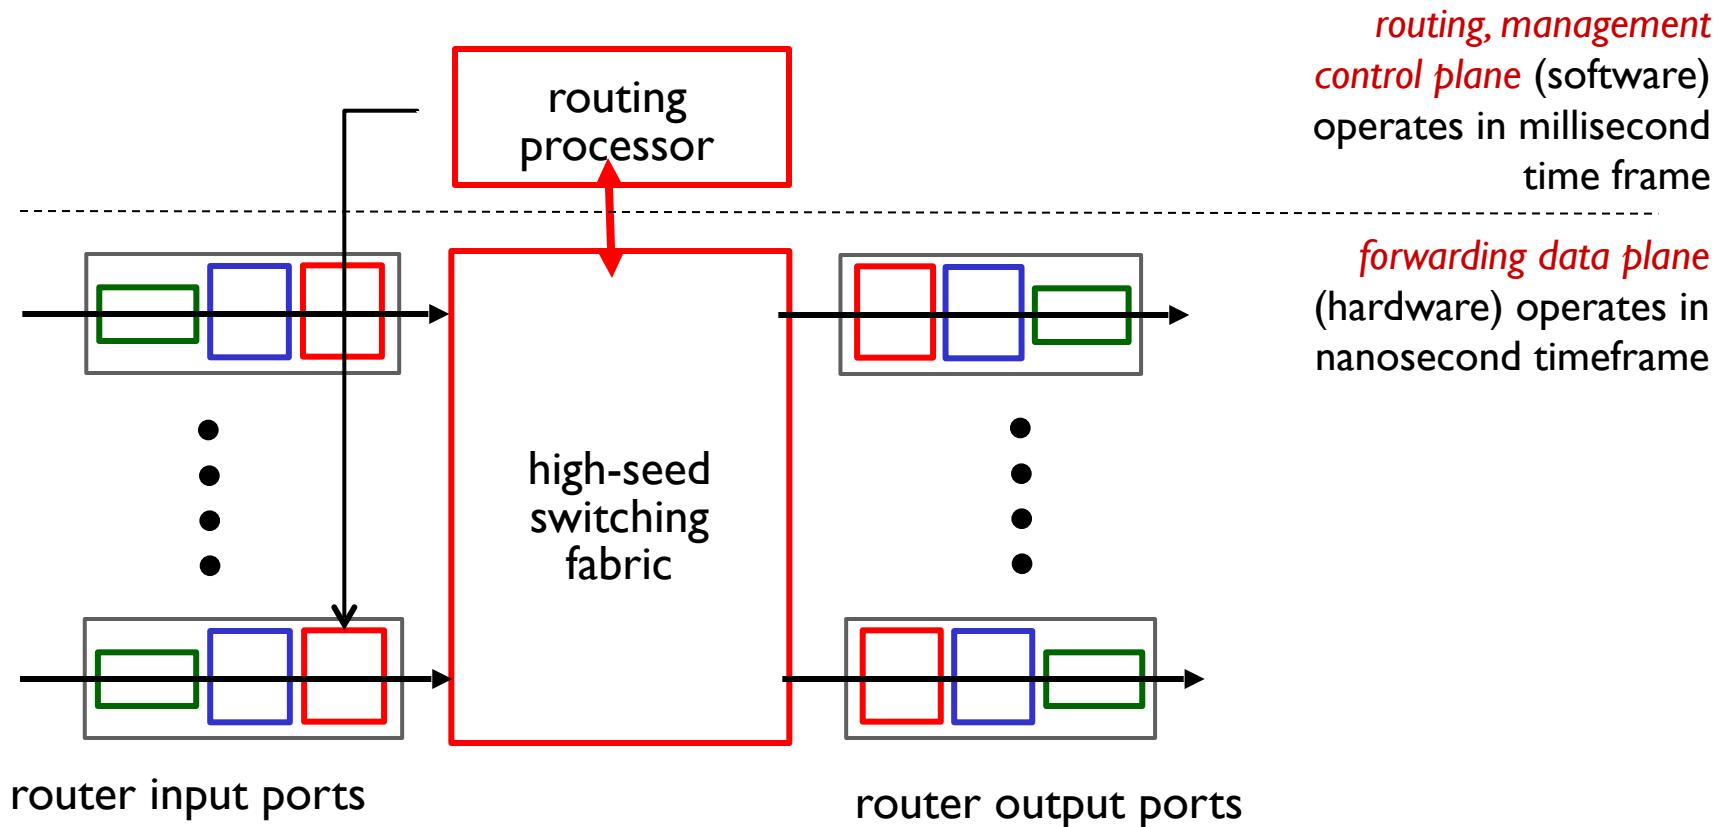 routing, management
control plane (software)
operates in millisecond
time frame
routing
processor
forwarding data plane
(hardware) operates in
nanosecond timeframe
high-seed
switching
fabric
router input ports
router output ports